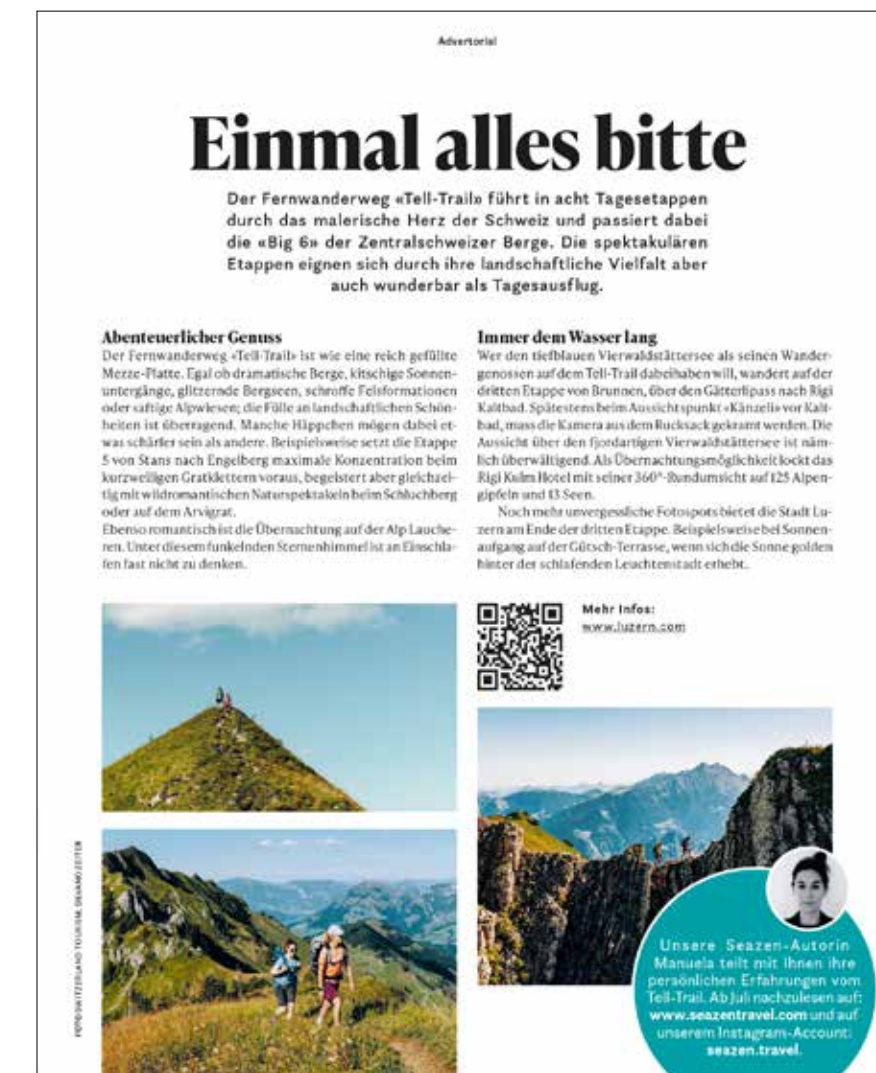 Advertorial
Einmal alles bitte
Der Fernwanderweg «Tell-Trail» führt in acht Tagesetappen
durch das malerische Herz der Schweiz und passiert dabei
die «Big 6» der Zentralschweizer Berge. Die spektakulären
Etappen eignen sich durch ihre landschaftliche Vielfalt aber
auch wunderbar als Tagesausflug.
Abenteuerlicher Genuss
Der Fernwanderweg «Tell-Trail» ist wie eine reich gefüllte
Mezze-Platte. Egal ob dramatische Berge, kitschige Sonnen-
untergänge, glitzernde Bergseen, schroffe Felsformationen
oder saftige Alpwiesen; die Fülle an landschaftlichen Schön-
heiten ist überragend. Manche Häppchen mögen dabei et-
was schärfer sein als andere. Beispielsweise setzt die Etappe
5 von Stans nach Engelberg maximale Konzentration beim
kurzweiligen Gratklettern voraus, begeistert aber gleichzei-
tig mit wildromantischen Naturspektakeln beim Schluchberg
oder auf dem Arvigrat.
Ebenso romantisch ist die Übernachtung auf der Alp Lauche-
ren. Unter diesem funkelnden Sternenhimmel ist an Einschla-
fen fast nicht zu denken.
Immer dem Wasser lang
Wer den tiefblauen Vierwaldstättersee als seinen Wander-
genossen auf dem Tell-Trail dabeihaben will, wandert auf der
dritten Etappe von Brunnen, über den Gätterlipass nach Rigi
Kaltbad. Spätestens beim Aussichtspunkt «Känzeli» vor Kalt-
bad, muss die Kamera aus dem Rucksack gekramt werden. Die
Aussicht über den fjordartigen Vierwaldstättersee ist näm-
lich überwältigend. Als Übernachtungsmöglichkeit lockt das
Rigi Kulm Hotel mit seiner 360°-Rundumsicht auf 125 Alpen-
gipfeln und 13 Seen.
Noch mehr unvergessliche Fotospots bietet die Stadt Lu-
zern am Ende der dritten Etappe. Beispielsweise bei Sonnen-
aufgang auf der Gütsch-Terrasse, wenn sich die Sonne golden
hinter der schlafenden Leuchtenstadt erhebt.
Mehr Infos:
www.luzern.com
FOTO: SWITZERLAND TOURISM, SILVANO ZEITER
Unsere Seazen-Autorin
Manuela teilt mit Ihnen ihre
persönlichen Erfahrungen vom
Tell-Trail. Ab Juli nachzulesen auf:
www.seazentravel.com und auf
unserem Instagram-Account:
seazen.travel.